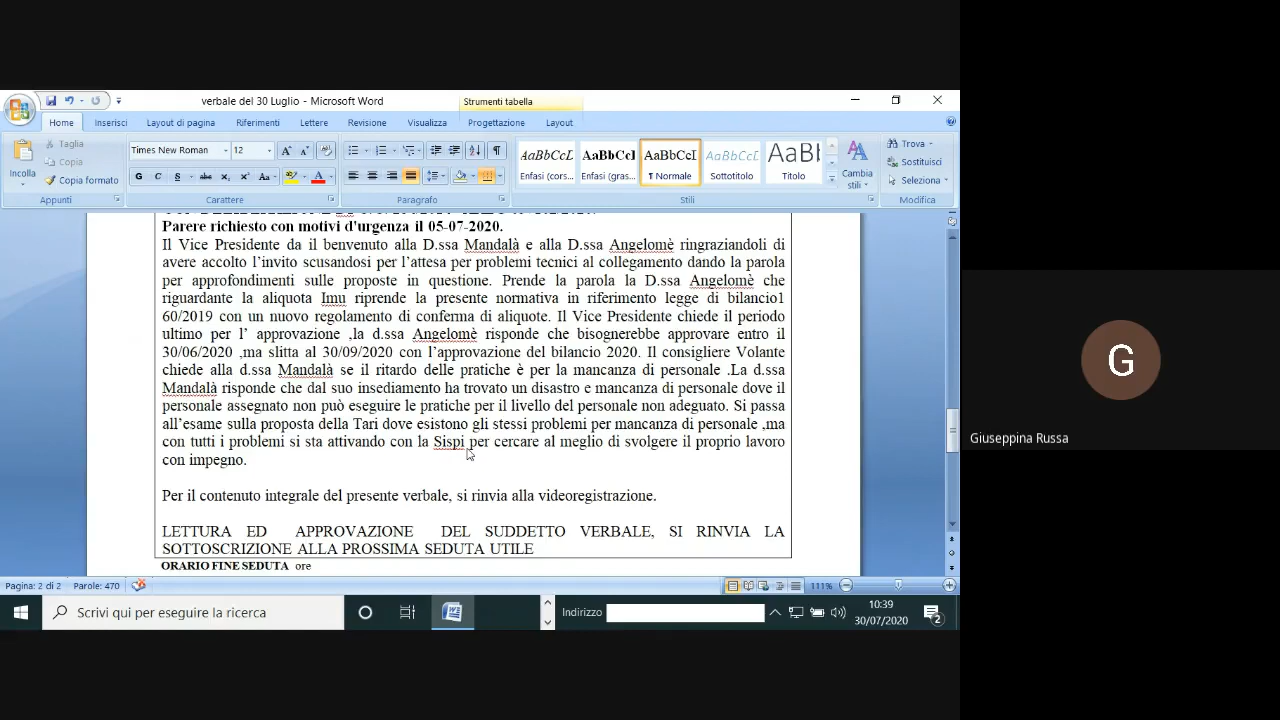 verbale del 30 Luglio - Microsoft Word
Strumenti tabella
Home Inserisci Layout di pagina Riferimenti Lettere Revisione Visualizza Progettazione Layout
Incolla
Taglia
Copia
Copia formato
Appunti
Times New Roman 12
G C S abc x₂ x² Aa
Carattere
Paragrafo
AaBbCcL AaBbCcI AaBbCcI AaBbCcI AaB
Enfasi (cors... Enfasi (gras... ¶ Normale Sottotitolo Titolo
Cambia stili
Stili
Trova
Sostituisci
Seleziona
Modifica
Parere richiesto con motivi d'urgenza il 05-07-2020.
Il Vice Presidente da il benvenuto alla D.ssa Mandalà e alla D.ssa Angelomè ringraziandoli di
avere accolto l’invito scusandosi per l’attesa per problemi tecnici al collegamento dando la parola
per approfondimenti sulle proposte in questione. Prende la parola la D.ssa Angelomè che
riguardante la aliquota Imu riprende la presente normativa in riferimento legge di bilancio1
60/2019 con un nuovo regolamento di conferma di aliquote. Il Vice Presidente chiede il periodo
ultimo per l’ approvazione ,la d.ssa Angelomè risponde che bisognerebbe approvare entro il
30/06/2020 ,ma slitta al 30/09/2020 con l’approvazione del bilancio 2020. Il consigliere Volante
chiede alla d.ssa Mandalà se il ritardo delle pratiche è per la mancanza di personale .La d.ssa
Mandalà risponde che dal suo insediamento ha trovato un disastro e mancanza di personale dove il
personale assegnato non può eseguire le pratiche per il livello del personale non adeguato. Si passa
all’esame sulla proposta della Tari dove esistono gli stessi problemi per mancanza di personale ,ma
con tutti i problemi si sta attivando con la Sispi per cercare al meglio di svolgere il proprio lavoro
con impegno.
Per il contenuto integrale del presente verbale, si rinvia alla videoregistrazione.
LETTURA ED APPROVAZIONE DEL SUDDETTO VERBALE, SI RINVIA LA
SOTTOSCRIZIONE ALLA PROSSIMA SEDUTA UTILE
ORARIO FINE SEDUTA ore
Pagina: 2 di 2 Parole: 470
111%
Scrivi qui per eseguire la ricerca
Indirizzo
10:39
30/07/2020
2
G
Giuseppina Russa